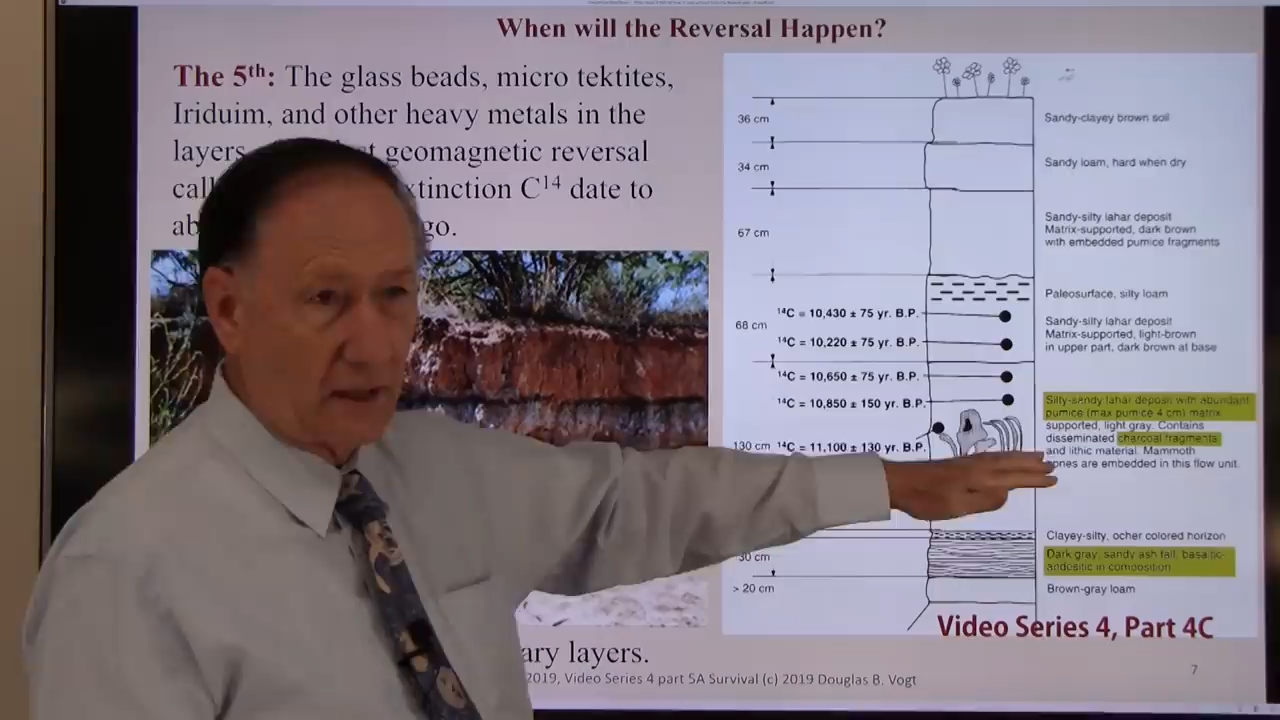 When will the Reversal Happen?
The 5th: The glass beads, micro tektites,
Iriduim, and other heavy metals in the
layers geomagnetic reversal
C14 date to
go.
36 cm
Sandy-clayey brown soil
34 cm
Sandy loam, hard when dry
67 cm
Sandy-silty lahar deposit
Matrix-supported, dark brown
with embedded pumice fragments
Paleosurface, silty loam
68 cm
14C = 10,430 ± 75 yr. B.P.
14C = 10,220 ± 75 yr. B.P.
Sandy-silty lahar deposit
Matrix-supported, light-brown
in upper part, dark brown at base
14C = 10,650 ± 75 yr. B.P.
14C = 10,850 ± 150 yr. B.P.
130 cm
14C = 11,100 ± 130 yr. B.P.
Silty-sandy lahar deposit with abundant
pumice (max pumice 4 cm) matrix
supported, light gray. Contains
disseminated charcoal fragments
and lithic material. Mammoth
are embedded in this flow unit.
Clayey-silty, ocher colored horizon
30 cm
Dark gray, sandy ash fall, basaltic-
andesitic in composition
> 20 cm
Brown-gray loam
Video Series 4, Part 4C
layers.
2019, Video Series 4 part 5A Survival (c) 2019 Douglas B. Vogt
7